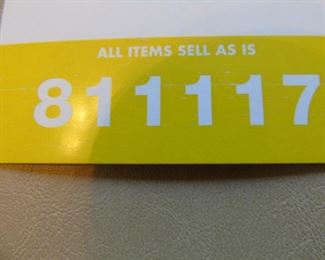 ALL ITEMS SELL AS IS
811117